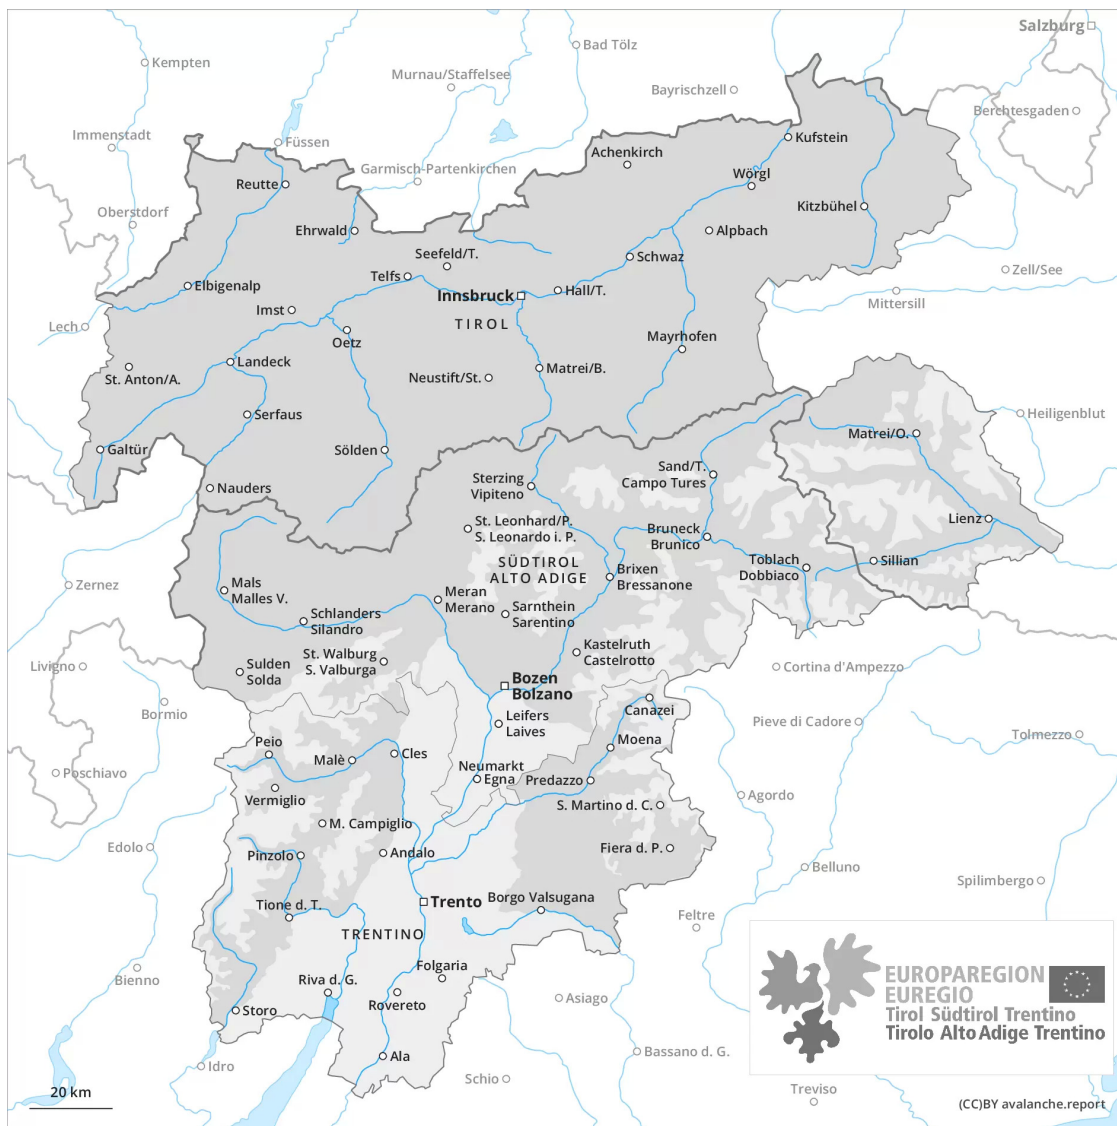 Salzburg
Bad Tölz
Kempten
Murnau/Staffelsee
Bayrischzell
Berchtesgaden
Immenstadt
Füssen
Kufstein
Achenkirch
Garmisch-Partenkirchen
Wörgl
Reutte
Kitzbühel
Oberstdorf
Ehrwald
Alpbach
Seefeld/T.
Schwaz
Zell/See
Telfs
Elbigenalp
Hall/T.
Innsbruck
Mittersill
Imst
TIROL
Lech
Oetz
Mayrhofen
Landeck
Matrei/B.
St. Anton/A.
Neustift/St.
Serfaus
Heiligenblut
Matrei/O.
Galtür
Sölden
Sand/T.
Campo Tures
Sterzing
Vipiteno
Nauders
Lienz
St. Leonhard/P.
S. Leonardo i. P.
Bruneck
Brunico
SÜDTIROL
ALTO ADIGE
Toblach
Dobbiaco
Sillian
Brixen
Bressanone
Zernez
Mals
Malles V.
Meran
Merano
Schlanders
Silandro
Sarnthein
Sarentino
Kastelruth
Castelrotto
St. Walburg
S. Valburga
Livigno
Sulden
Solda
Cortina d'Ampezzo
Bozen
Bolzano
Bormio
Canazei
Leifers
Laives
Pieve di Cadore
Tolmezzo
Peio
Moena
Malè
Cles
Neumarkt
Egna
Poschiavo
Predazzo
Vermiglio
Agordo
S. Martino d. C.
M. Campiglio
Edolo
Fiera d. P.
Pinzolo
Andalo
Belluno
Spilimbergo
Borgo Valsugana
Trento
Tione d. T.
Feltre
TRENTINO
Folgaria
Bienno
Riva d. G.
Rovereto
Asiago
Storo
EUROPAREGION
EUREGIO
Tirol Südtirol Trentino
Tirolo Alto Adige Trentino
Ala
Bassano d. G.
Idro
Schio
Treviso
20 km
(CC)BY avalanche.report